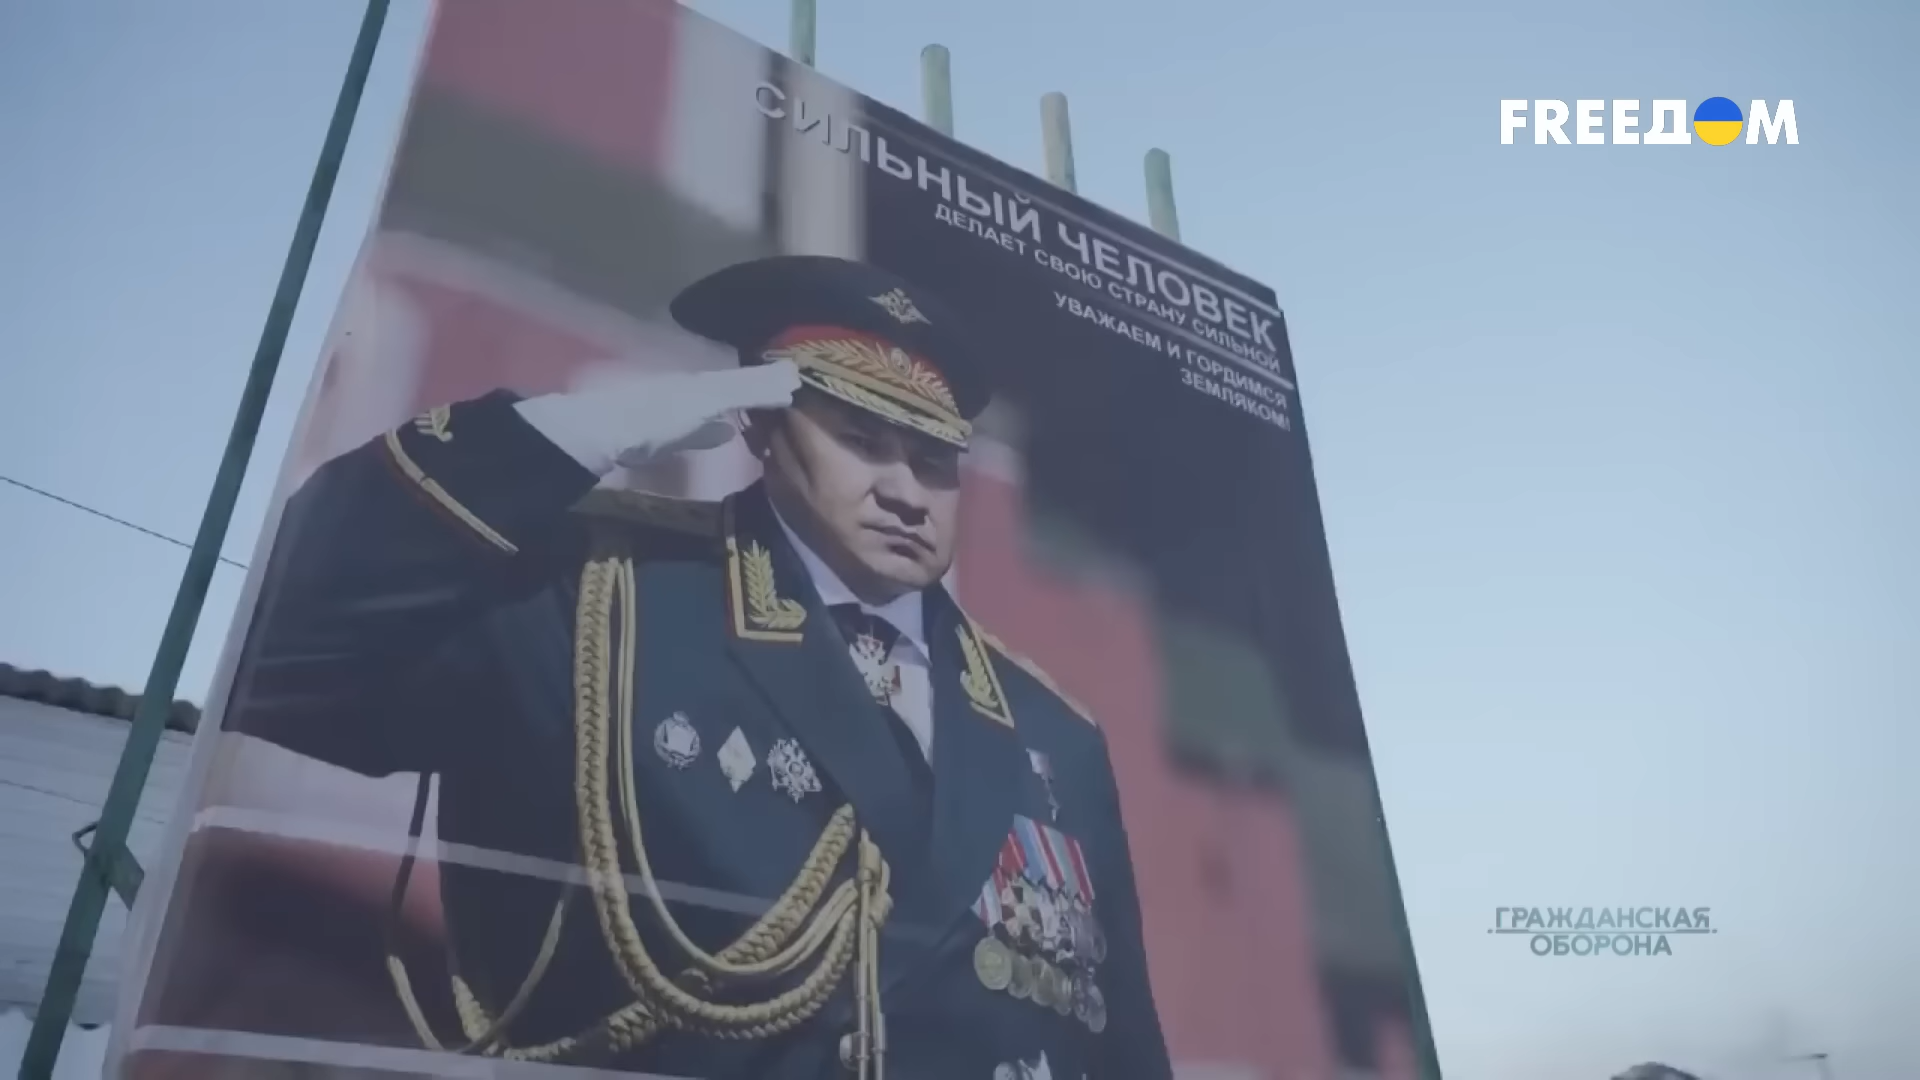 FREEДOM
СИЛЬНЫЙ ЧЕЛОВЕК
ДЕЛАЕТ СВОЮ СТРАНУ СИЛЬНОЙ
УВАЖАЕМ И ГОРДИМСЯ
ЗЕМЛЯКОМ!
ГРАЖДАНСКАЯ
ОБОРОНА